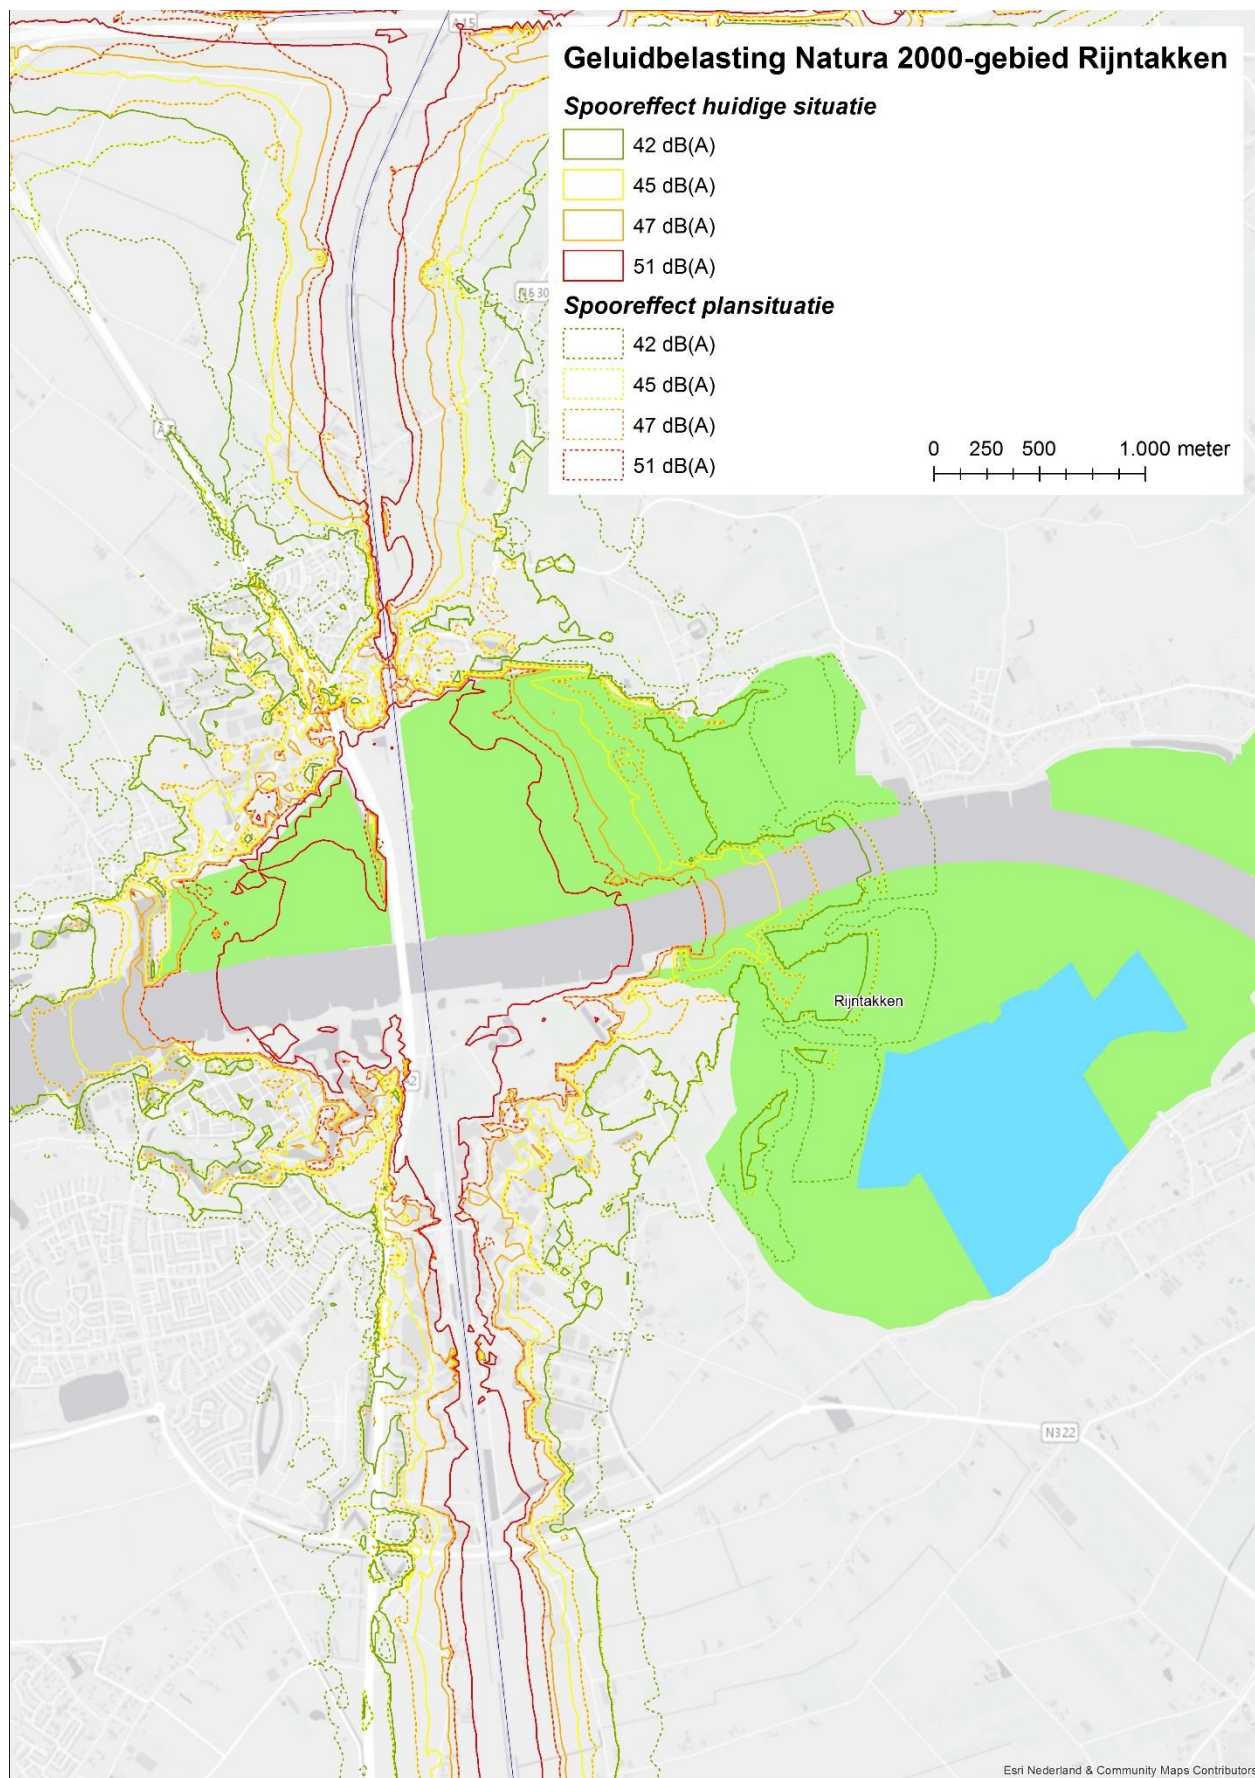 A15
Geluidbelasting Natura 2000-gebied Rijntakken
Spooreffect huidige situatie
42 dB(A)
45 dB(A)
47 dB(A)
51 dB(A)
Spooreffect plansituatie
42 dB(A)
45 dB(A)
47 dB(A)
51 dB(A)
0 250 500 1.000 meter
Rijntakken
A2
N322
Esri Nederland & Community Maps Contributors